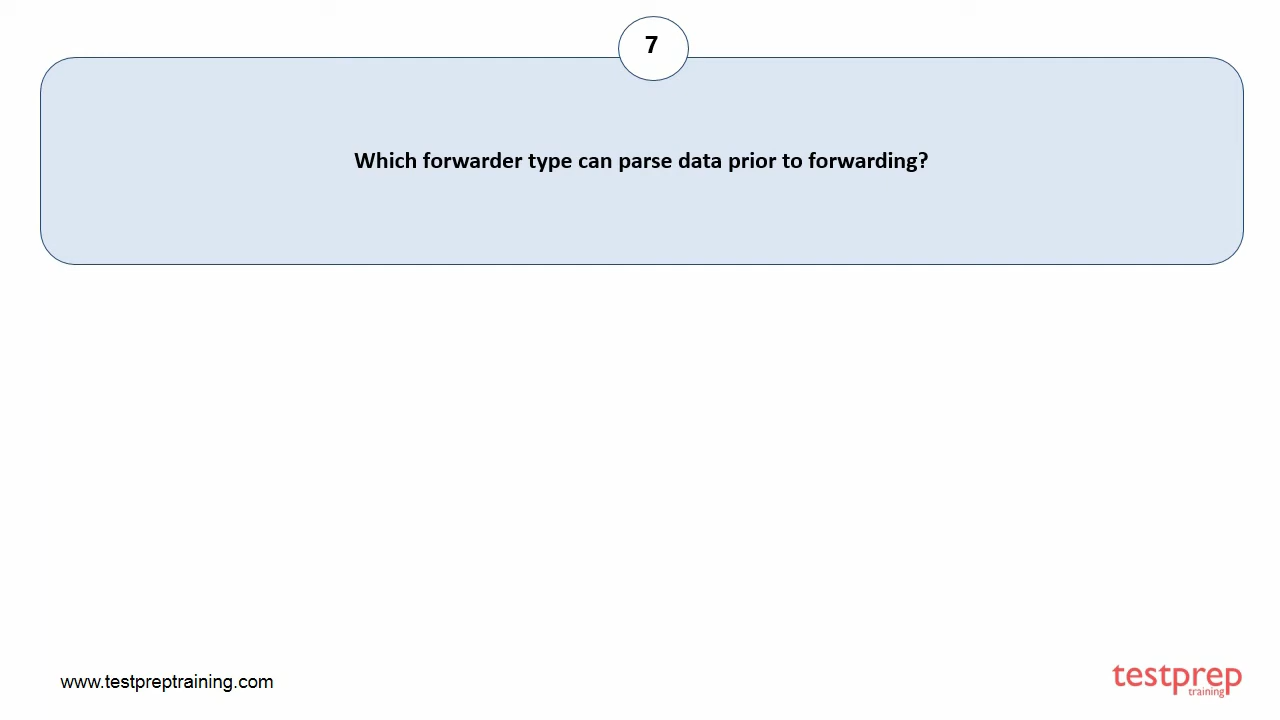 7
Which forwarder type can parse data prior to forwarding?
www.testpreptraining.com
testprep
training